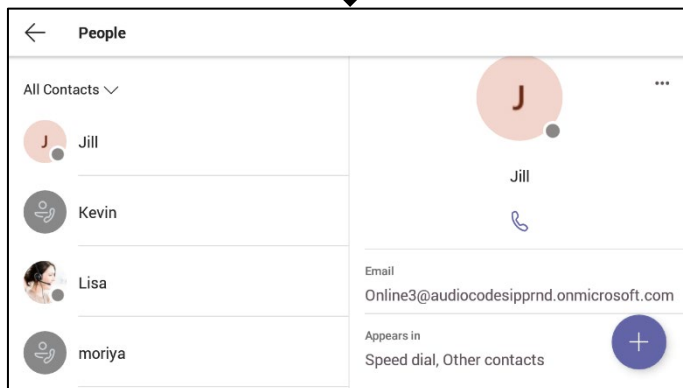 People
All Contacts
J
Jill
Kevin
Lisa
moriya
J
Jill
Email
Online3@audiocodesipprnd.onmicrosoft.com
Appears in
Speed dial, Other contacts